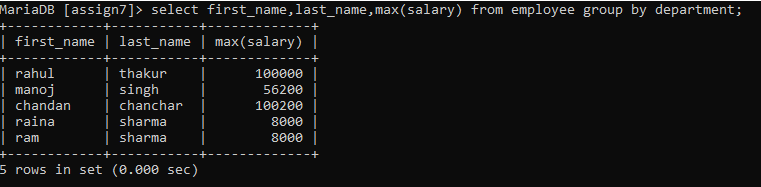 MariaDB [assign7]> select first_name,last_name,max(salary) from employee group by department;
+------------+-----------+-------------+
| first_name | last_name | max(salary) |
+------------+-----------+-------------+
| rahul      | thakur    |      100000 |
| manoj      | singh     |       56200 |
| chandan    | chanchar  |      100200 |
| raina      | sharma    |        8000 |
| ram        | sharma    |        8000 |
+------------+-----------+-------------+
5 rows in set (0.000 sec)